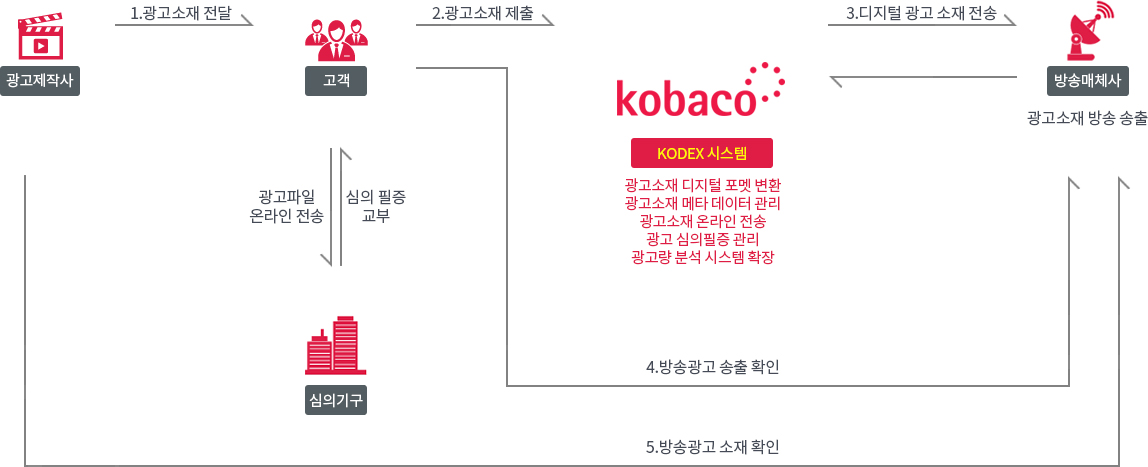 1.광고소재 전달
2.광고소재 제출
3.디지털 광고 소재 전송
광고제작사
고객
kobaco
방송매체사
광고소재 방송 송출
KODEX 시스템
광고소재 디지털 포멧 변환
광고소재 메타 데이터 관리
광고소재 온라인 전송
광고 심의필증 관리
광고량 분석 시스템 확장
광고파일
온라인 전송
심의 필증
교부
심의기구
4.방송광고 송출 확인
5.방송광고 소재 확인